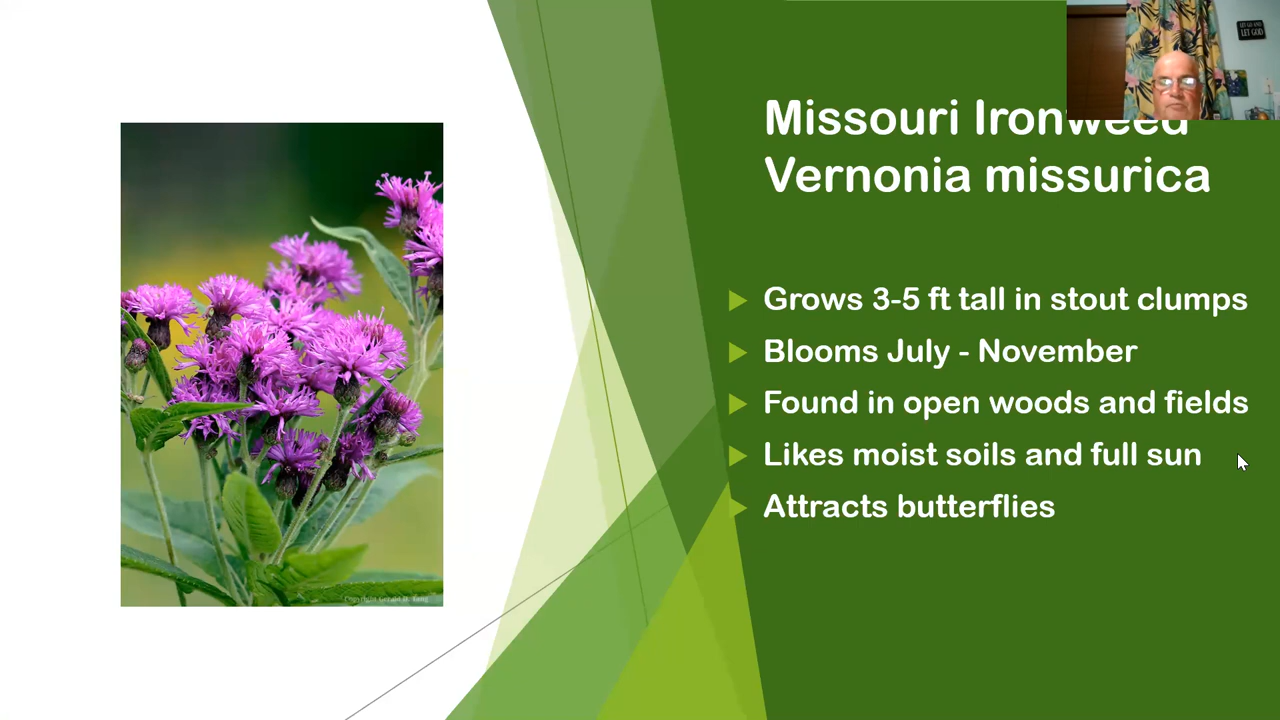 LET GO AND
LET GOD
Missouri Ironweed
Vernonia missurica
Grows 3-5 ft tall in stout clumps
Blooms July - November
Found in open woods and fields
Likes moist soils and full sun
Attracts butterflies